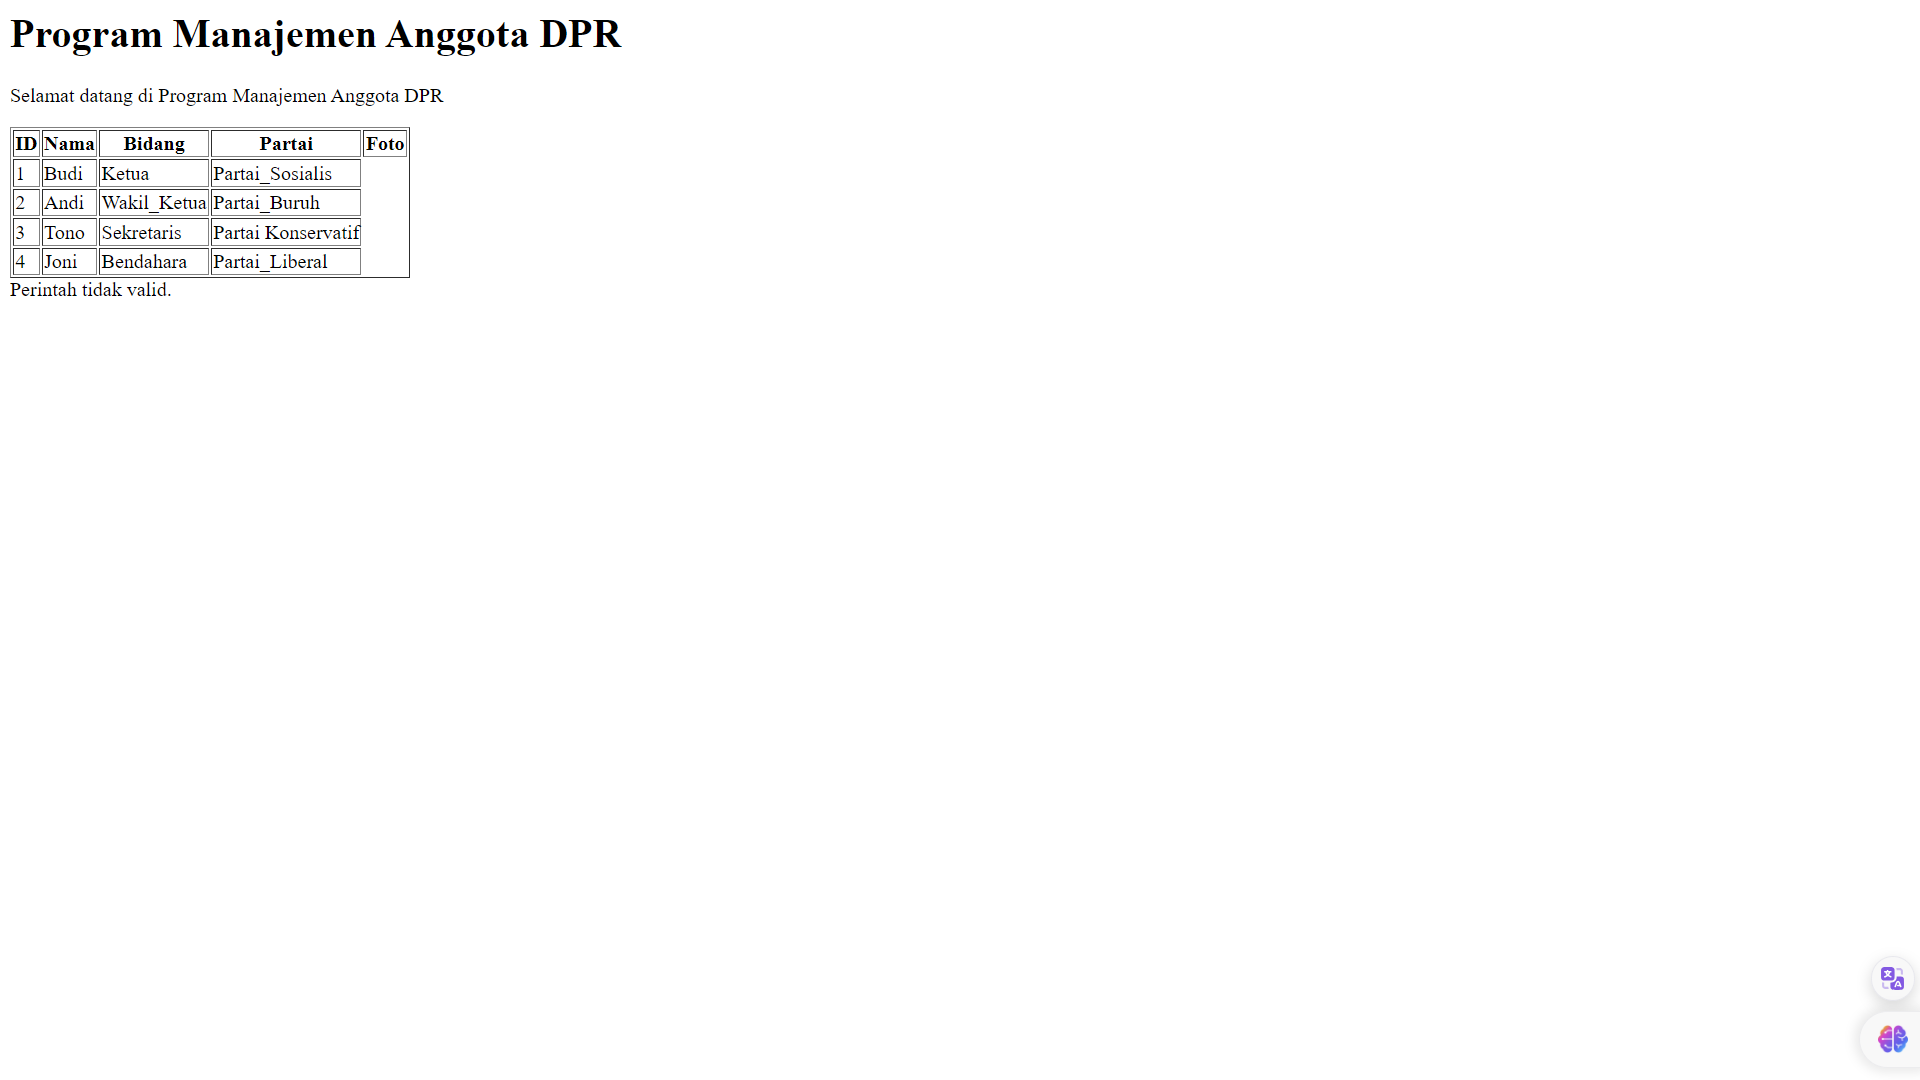 Program Manajemen Anggota DPR
Selamat datang di Program Manajemen Anggota DPR
ID Nama Bidang Partai Foto
1 Budi Ketua Partai_Sosialis
2 Andi Wakil_Ketua Partai_Buruh
3 Tono Sekretaris Partai Konservatif
4 Joni Bendahara Partai_Liberal
Perintah tidak valid.